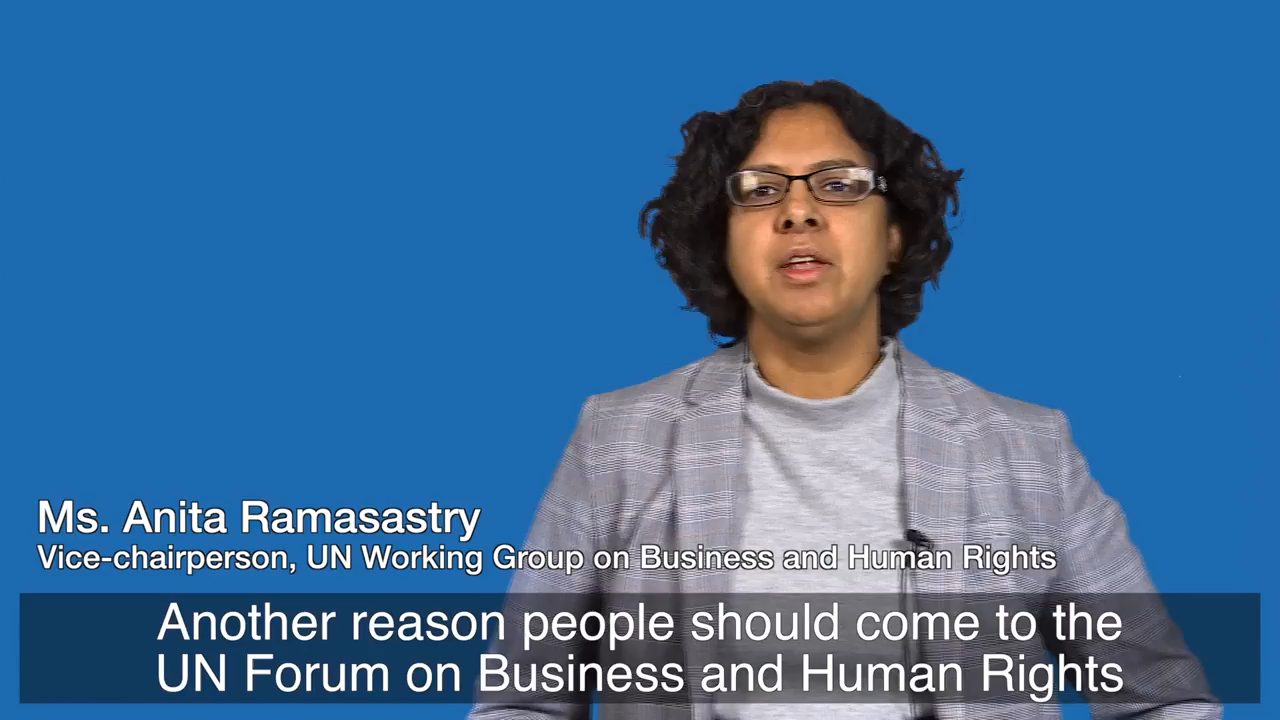 Ms. Anita Ramasastry
Vice-chairperson, UN Working Group on Business and Human Rights
Another reason people should come to the
UN Forum on Business and Human Rights